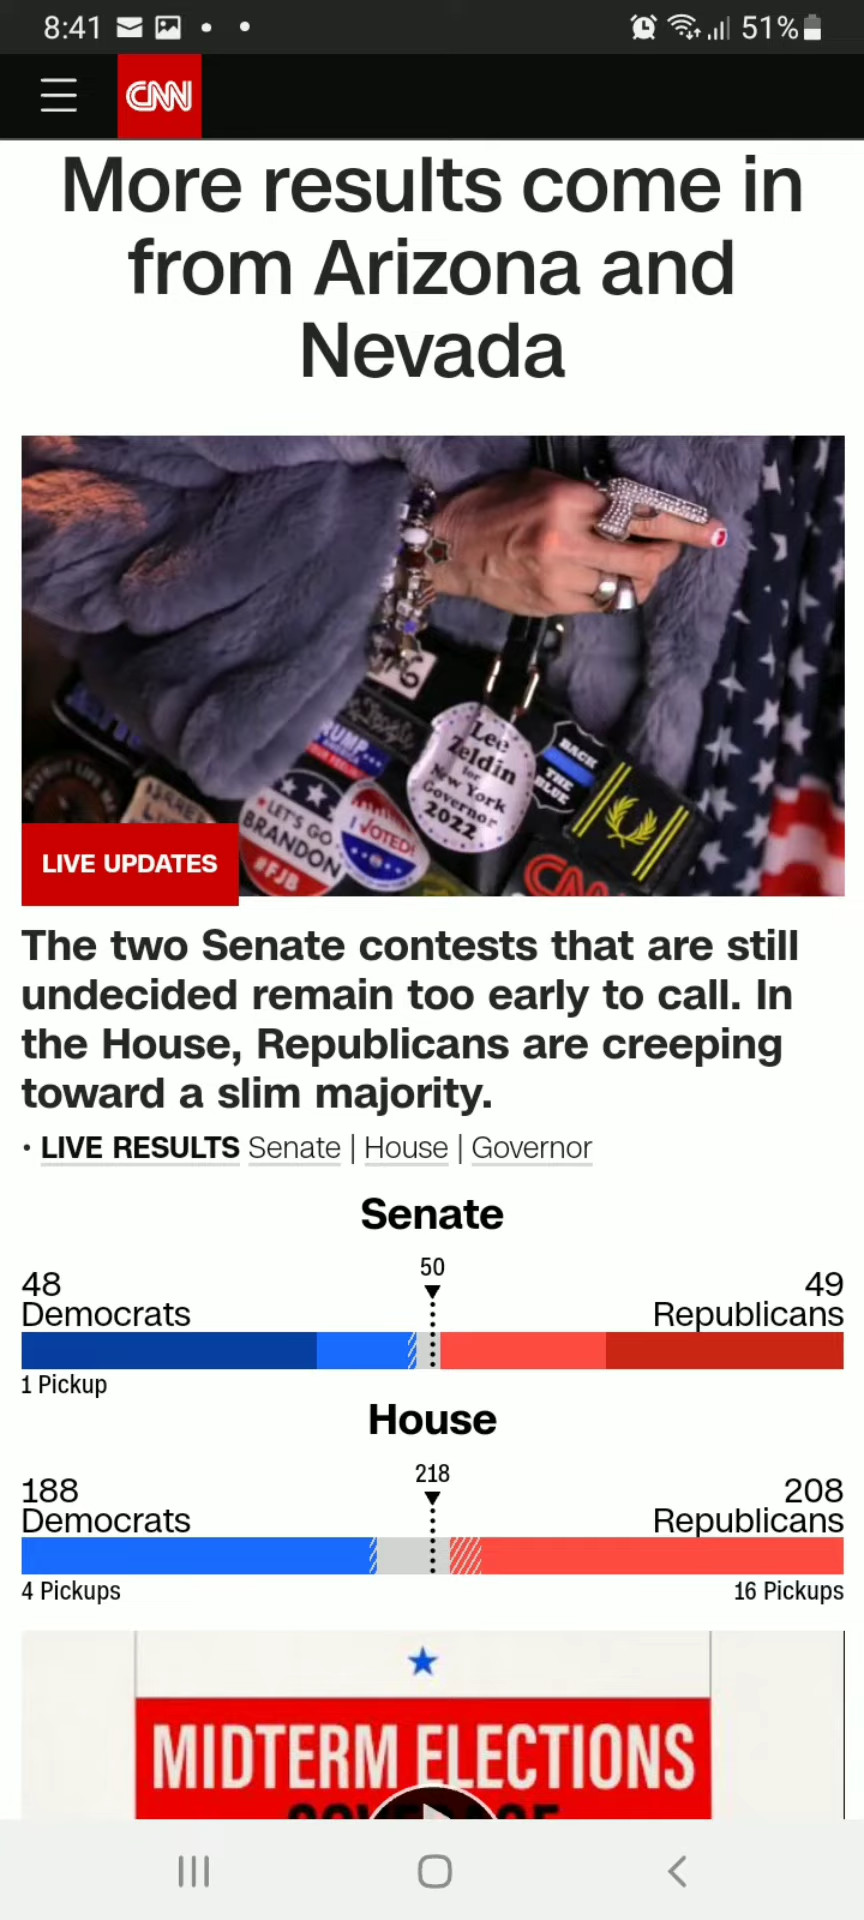 8:41
51%
CNN
More results come in
from Arizona and
Nevada
Lee
Zeldin
for
New York
Governor
2022
BACK
THE
BLUE
LET'S GO
BRANDON
#FJB
I VOTED!
CNN
LIVE UPDATES
The two Senate contests that are still
undecided remain too early to call. In
the House, Republicans are creeping
toward a slim majority.
• LIVE RESULTS Senate | House | Governor
Senate
50
48 49
Democrats Republicans
1 Pickup
House
218
188 208
Democrats Republicans
4 Pickups 16 Pickups
MIDTERM ELECTIONS